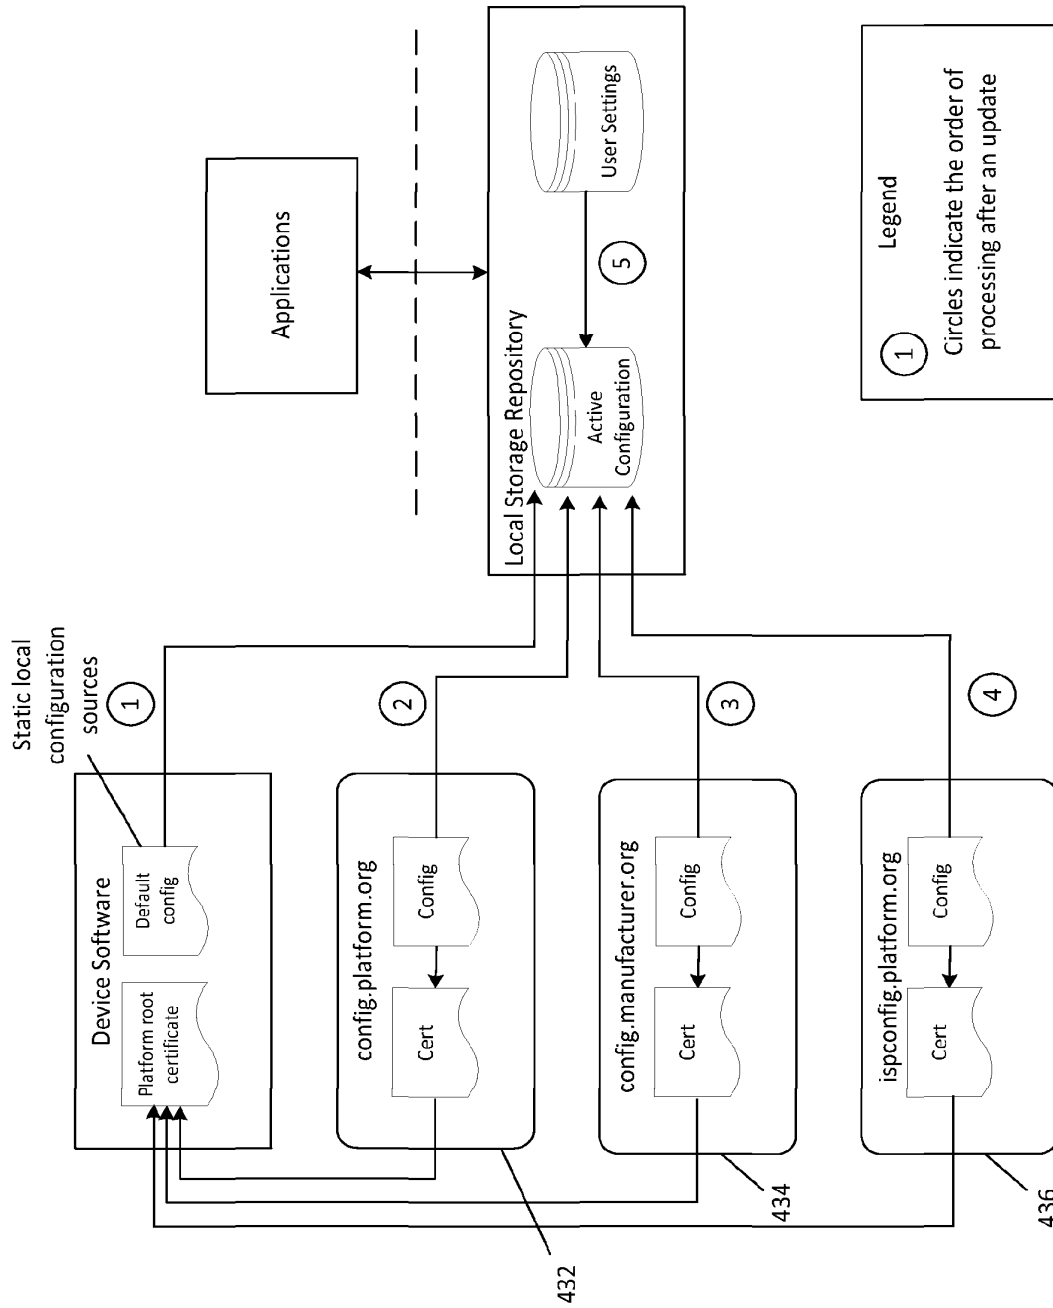 Static local
configuration
sources
Device Software
Platform root
certificate
Default
config
1
config.platform.org
Cert
Config
2
432
config.manufacturer.org
Cert
Config
3
434
ispconfig.platform.org
Cert
Config
4
436
Applications
Local Storage Repository
Active
Configuration
5
User Settings
Legend
1
Circles indicate the order of
processing after an update